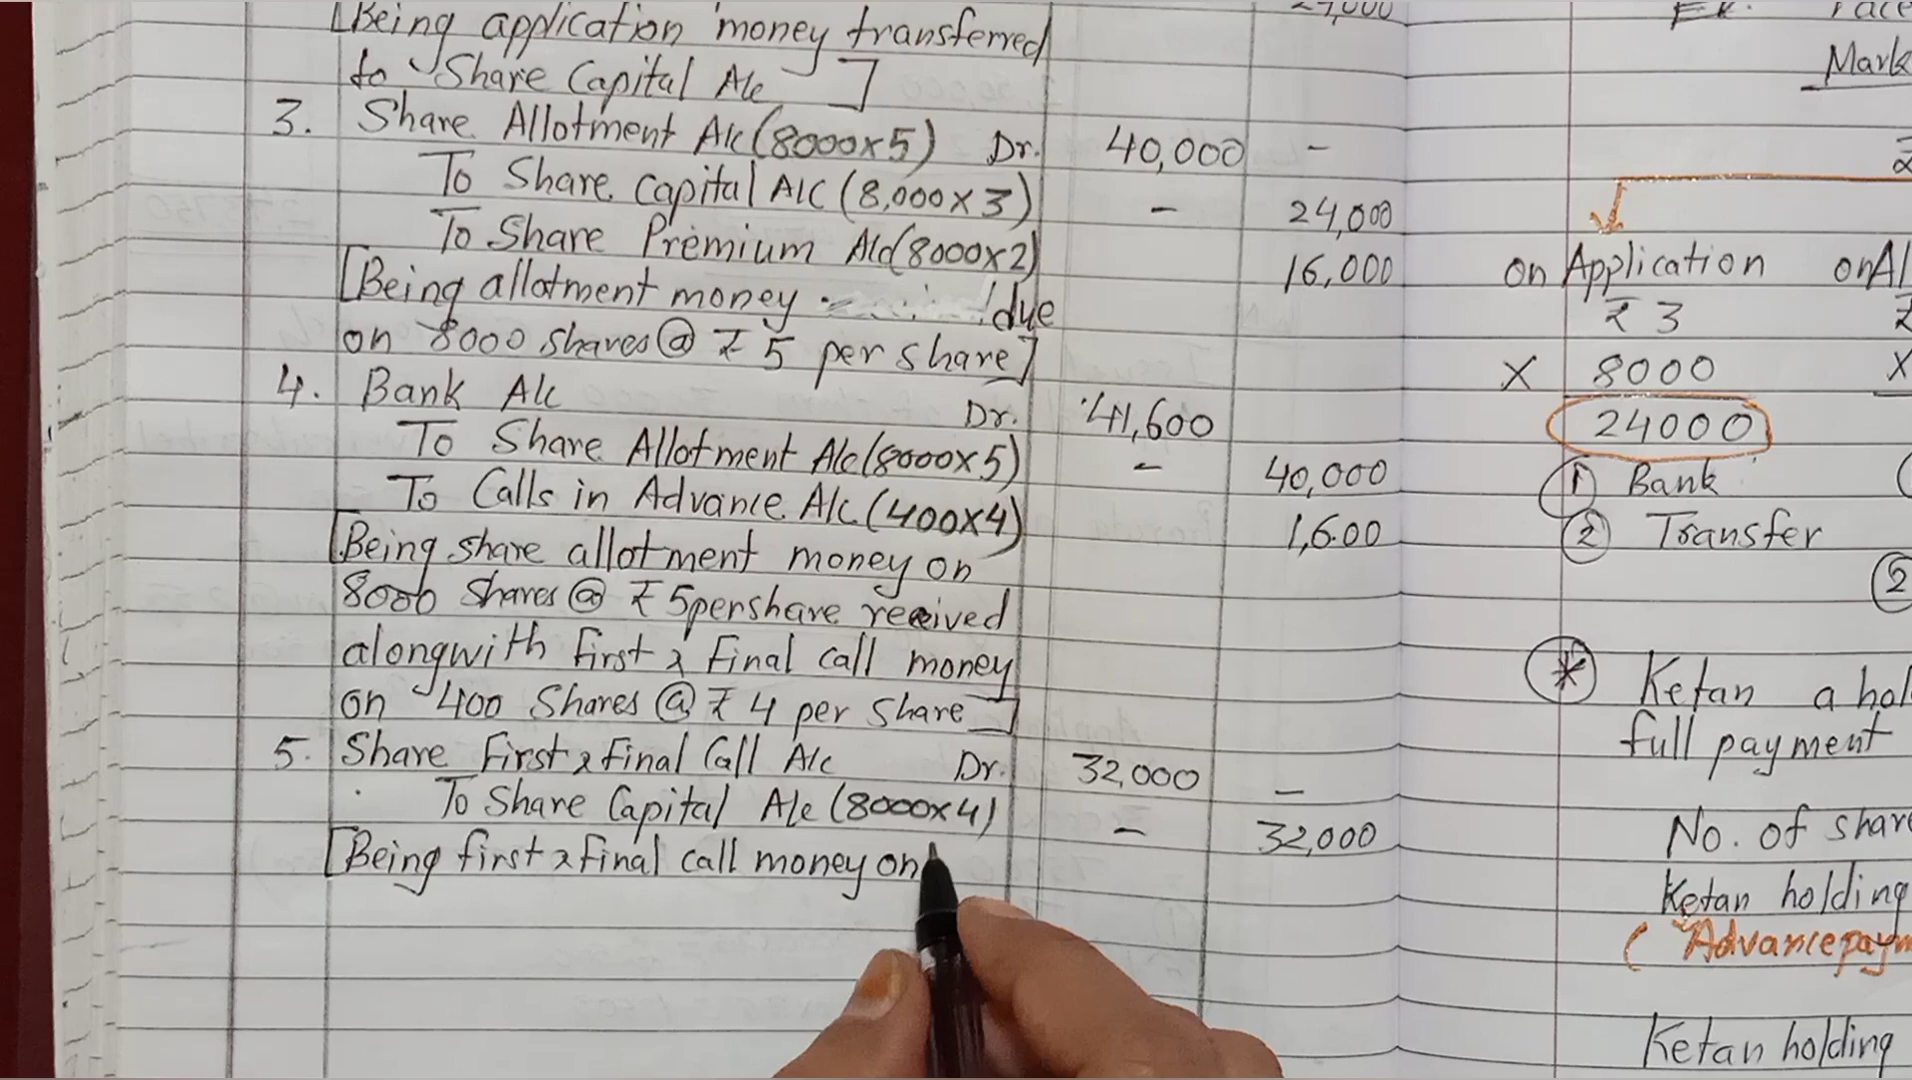 [Being application money transferred
to Share Capital A/c ]
3. Share Allotment A/c (8000x5) Dr. 40,000 -
To Share Capital A/C (8,000x3) - 24,000
To Share Premium A/c (8000x2) 16,000
[Being allotment money due
on 8000 shares @ ₹ 5 per share]
4. Bank A/c Dr. 41,600
To Share Allotment A/c (8000x5) - 40,000
To Calls in Advance A/c (400x4) 1,600
[Being share allotment money on
8000 shares @ ₹ 5 per share received
alongwith first & Final call money
on 400 Shares @ ₹ 4 per Share]
5. Share First & Final Call A/c Dr. 32,000 -
To Share Capital A/c (8000x4) - 32,000
[Being first & Final call money on
Mark
on Application
₹ 3
X 8000 X
24000
① Bank
② Transfer
②
* Ketan a
full payment
No. of
Ketan holding
( Advance
Ketan holding